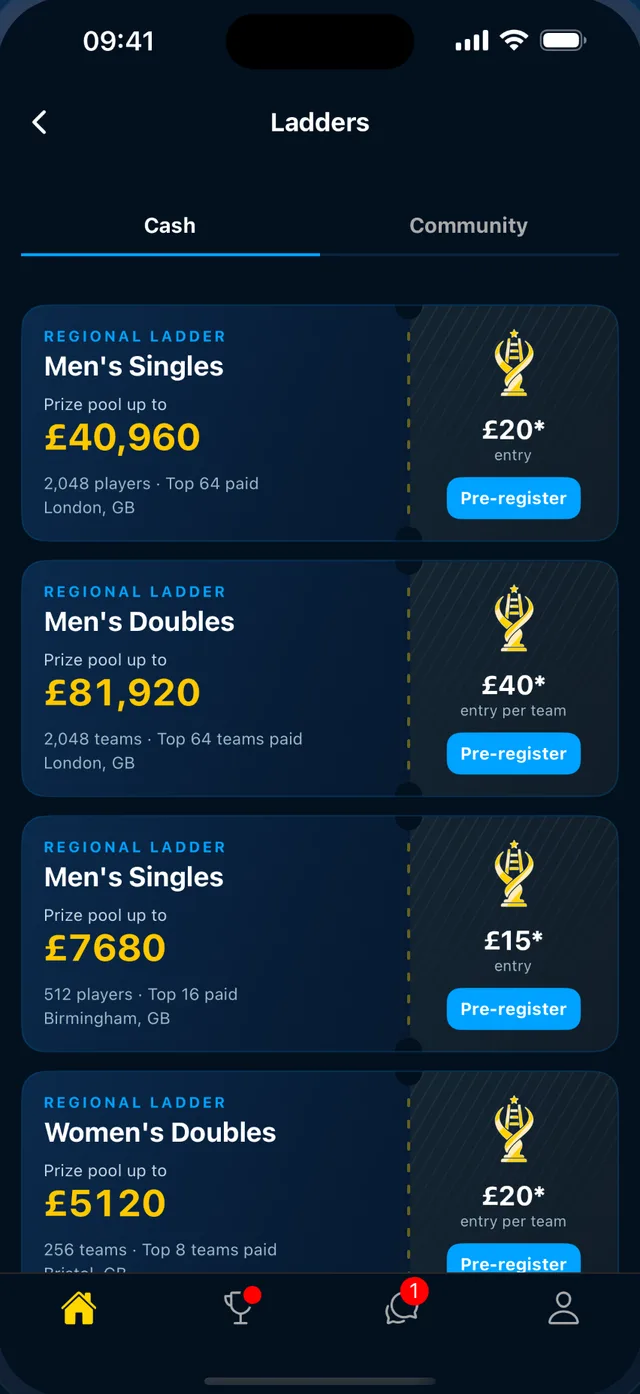 09:41
Ladders
Cash
Community
REGIONAL LADDER
Men's Singles
Prize pool up to
£40,960
2,048 players · Top 64 paid
London, GB
£20*
entry
Pre-register
REGIONAL LADDER
Men's Doubles
Prize pool up to
£81,920
2,048 teams · Top 64 teams paid
London, GB
£40*
entry per team
Pre-register
REGIONAL LADDER
Men's Singles
Prize pool up to
£7680
512 players · Top 16 paid
Birmingham, GB
£15*
entry
Pre-register
REGIONAL LADDER
Women's Doubles
Prize pool up to
£5120
256 teams · Top 8 teams paid
Bristol, GB
£20*
entry per team
Pre-register
1